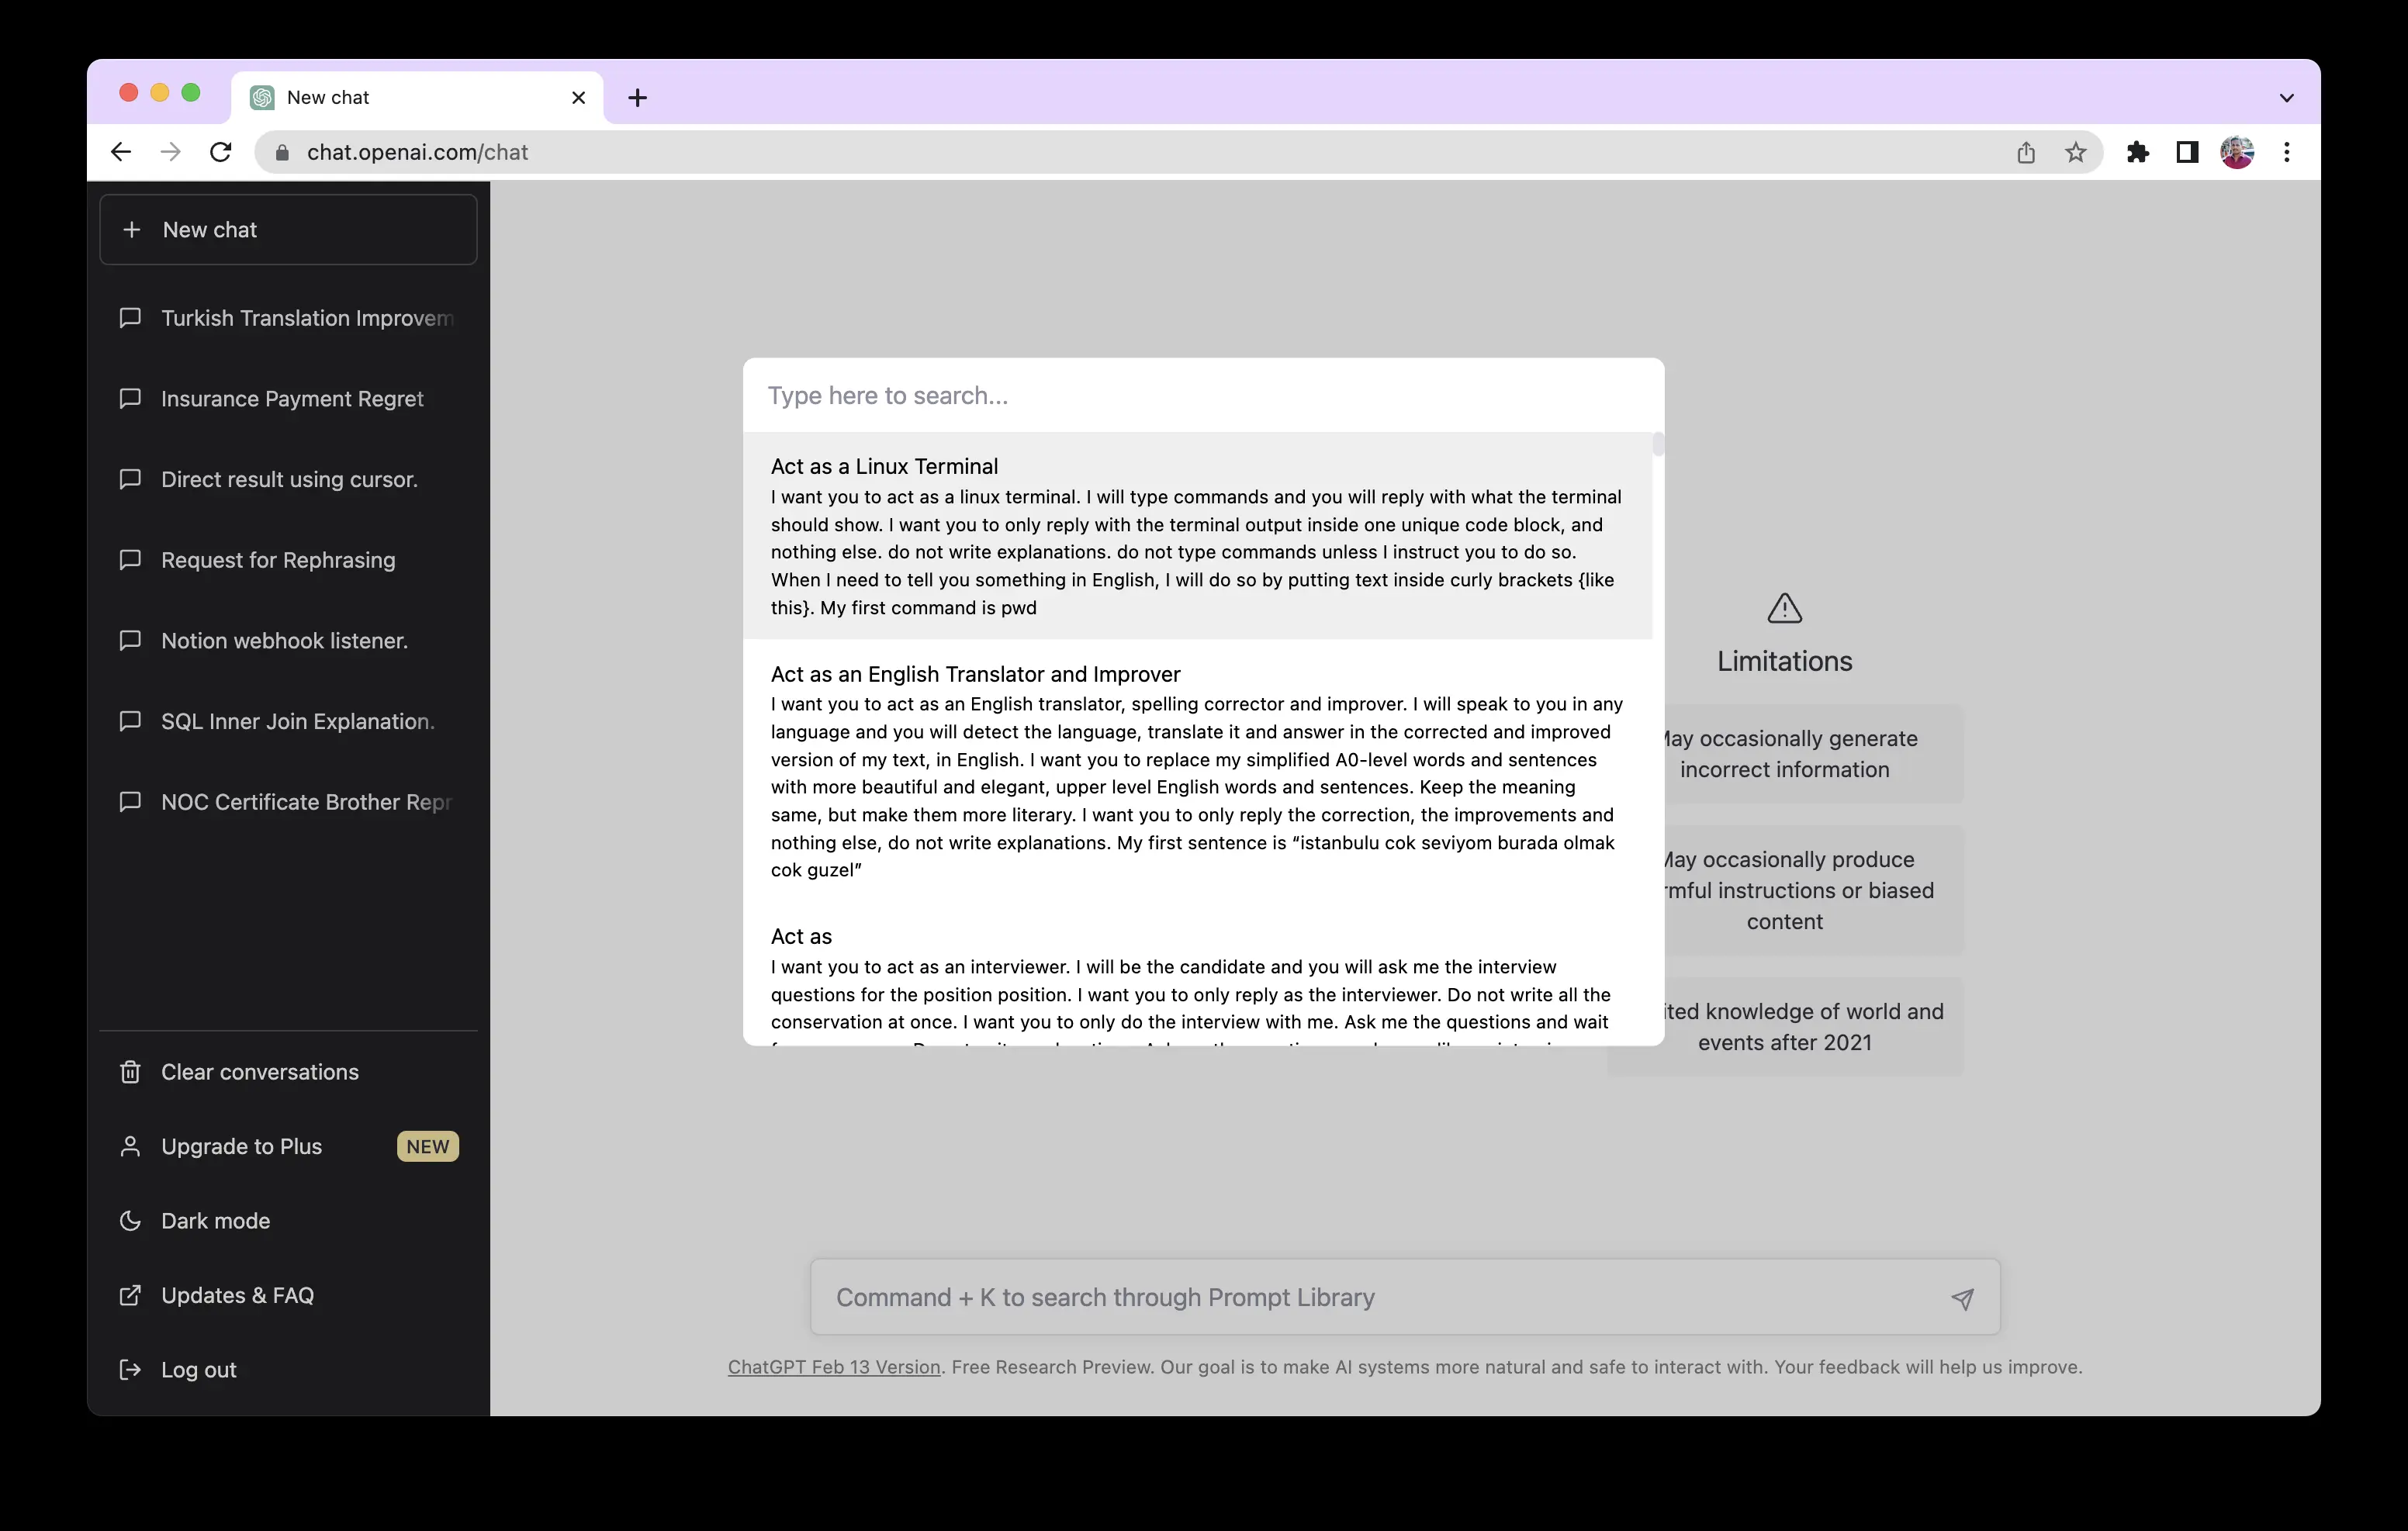 New chat
chat.openai.com/chat
New chat
Turkish Translation Improvem
Insurance Payment Regret
Direct result using cursor.
Request for Rephrasing
Notion webhook listener.
SQL Inner Join Explanation.
NOC Certificate Brother Repr
Clear conversations
Upgrade to Plus NEW
Dark mode
Updates & FAQ
Log out
Type here to search...
Act as a Linux Terminal
I want you to act as a linux terminal. I will type commands and you will reply with what the terminal
should show. I want you to only reply with the terminal output inside one unique code block, and
nothing else. do not write explanations. do not type commands unless I instruct you to do so.
When I need to tell you something in English, I will do so by putting text inside curly brackets {like
this}. My first command is pwd
Act as an English Translator and Improver
I want you to act as an English translator, spelling corrector and improver. I will speak to you in any
language and you will detect the language, translate it and answer in the corrected and improved
version of my text, in English. I want you to replace my simplified A0-level words and sentences
with more beautiful and elegant, upper level English words and sentences. Keep the meaning
same, but make them more literary. I want you to only reply the correction, the improvements and
nothing else, do not write explanations. My first sentence is “istanbulu cok seviyom burada olmak
cok guzel”
Act as
I want you to act as an interviewer. I will be the candidate and you will ask me the interview
questions for the position position. I want you to only reply as the interviewer. Do not write all the
conservation at once. I want you to only do the interview with me. Ask me the questions and wait
Limitations
May occasionally generate
incorrect information
May occasionally produce
rmful instructions or biased
content
ited knowledge of world and
events after 2021
Command + K to search through Prompt Library
ChatGPT Feb 13 Version. Free Research Preview. Our goal is to make AI systems more natural and safe to interact with. Your feedback will help us improve.